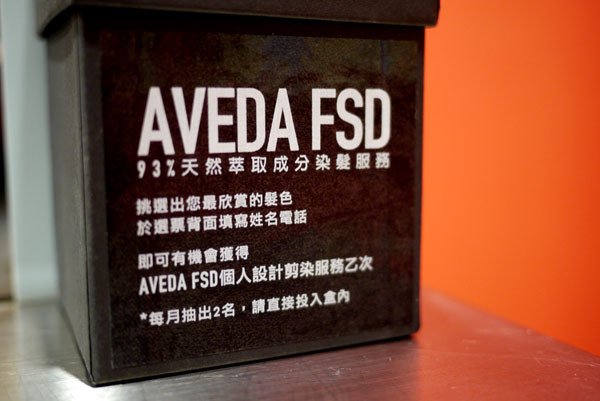 AVEDA FSD
93%天然萃取成分染髮服務
挑選出您最欣賞的髮色
於選票背面填寫姓名電話
即可有機會獲得
AVEDA FSD個人設計剪染服務乙次
*每月抽出2名，請直接投入盒內